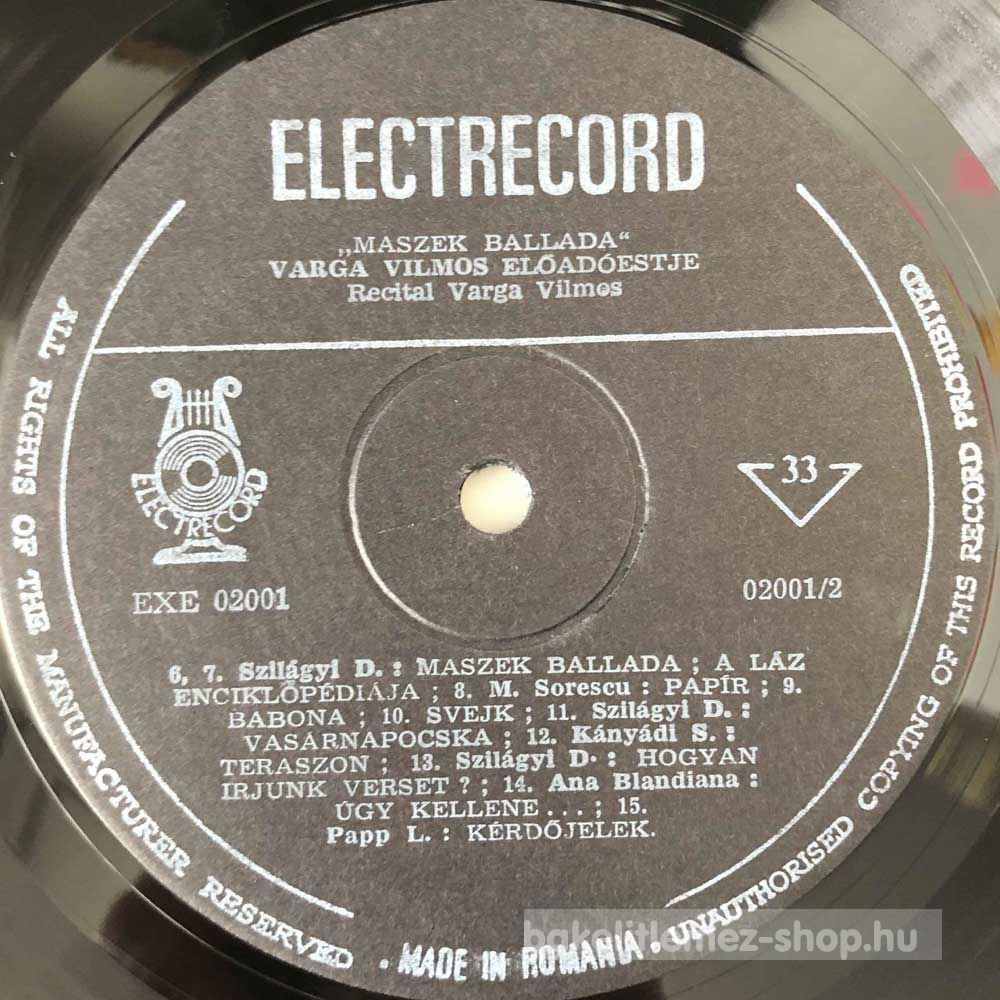 ELECTRECORD
„MASZEK BALLADA“
VARGA VILMOS ELŐADÓESTJE
Recital Varga Vilmos
ELECTRECORD
33
EXE 02001
02001/2
6, 7. Szilágyi D. : MASZEK BALLADA ; A LÁZ
ENCIKLÓPÉDIÁJA ; 8. M. Sorescu : PAPÍR ; 9.
BABONA ; 10. SVEJK ; 11. Szilágyi D. :
VASÁRNAPOCSKA ; 12. Kányádi S. :
TERASZON ; 13. Szilágyi D. : HOGYAN
IRJUNK VERSET ? ; 14. Ana Blandiana :
ÚGY KELLENE... ; 15.
Papp L. : KÉRDŐJELEK.
ALL RIGHTS OF THE MANUFACTURER RESERVED · MADE IN ROMANIA · UNAUTHORISED COPYING OF THIS RECORD PROHIBITED
bakelitlemez-shop.hu